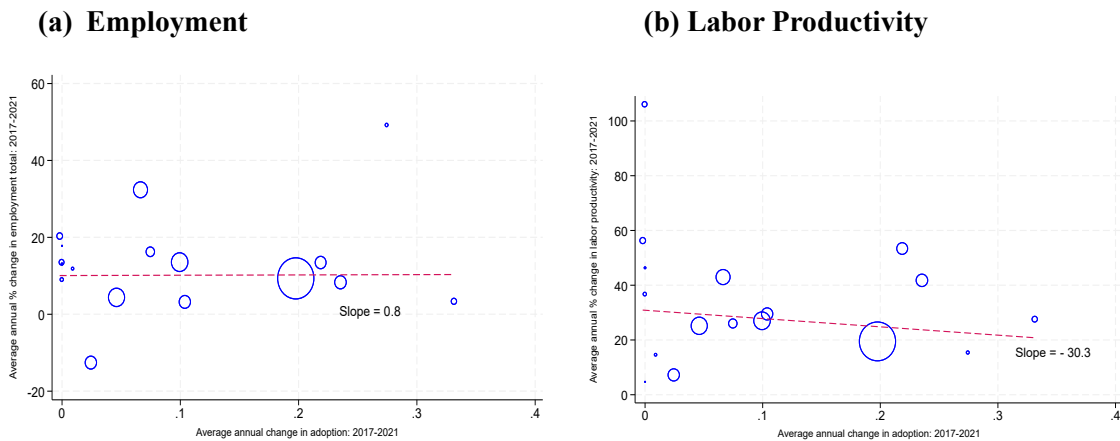 (a) Employment
Average annual % change in employment total: 2017-2021
60
40
20
0
-20
0
.1
.2
.3
.4
Slope = 0.8
Average annual change in adoption: 2017-2021
(b) Labor Productivity
Average annual % change in labor productivity: 2017-2021
100
80
60
40
20
0
0
.1
.2
.3
.4
Slope = - 30.3
Average annual change in adoption: 2017-2021